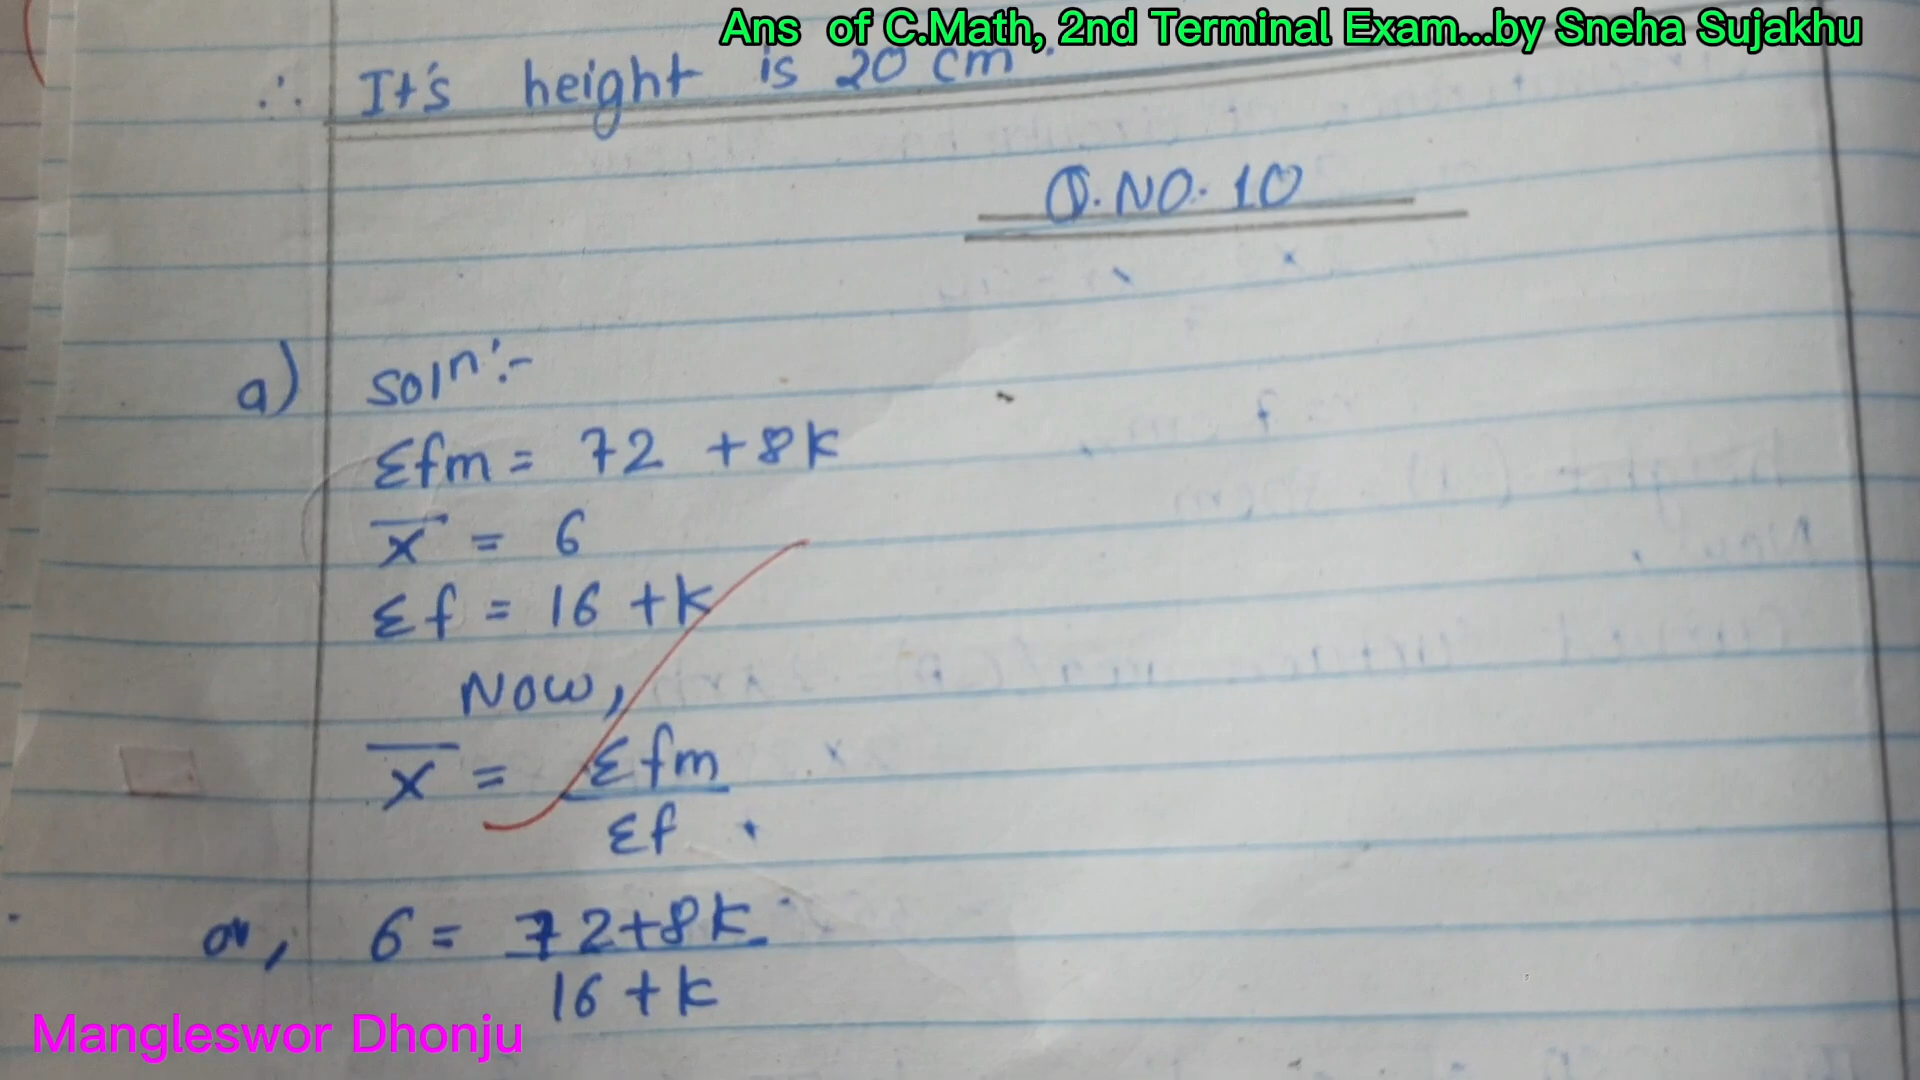 Ans of C.Math, 2nd Terminal Exam...by Sneha Sujakhu
∴ It's height is 20 cm.
Q.NO. 10
a) Solⁿ:-
Σfm = 72 + 8k
x̅ = 6
Σf = 16 + k
Now,
x̅ = Σfm
Σf
or, 6 = 72+8k
16 + k
Mangleswor Dhonju